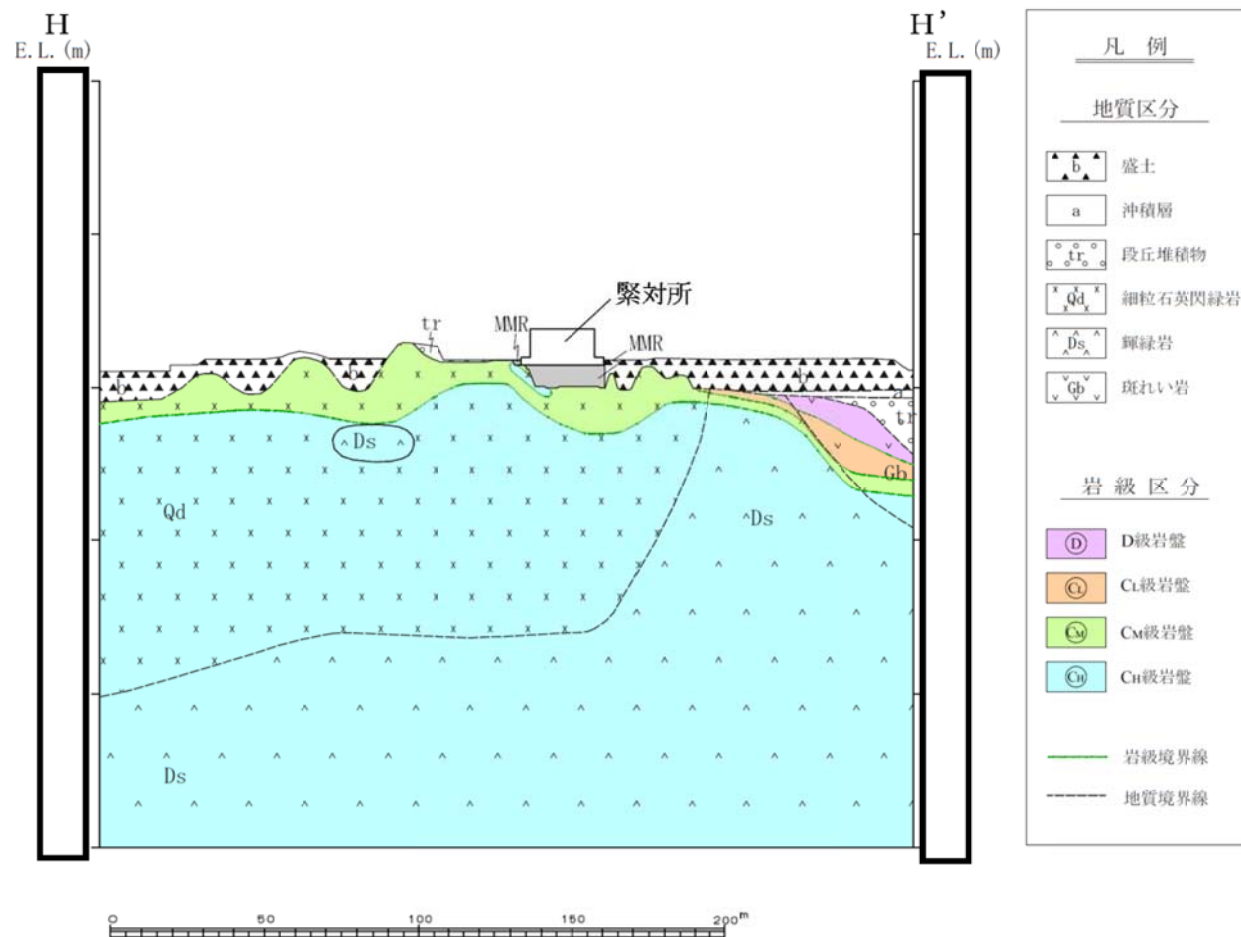 H
E.L.(m)
H'
E.L.(m)
緊対所
tr
MMR
MMR
b
b
b
a
tr
Gb
Ds
Qd
Ds
Ds
0 50 100 150 200m
凡 例
地質区分
b 盛土
a 沖積層
tr 段丘堆積物
Qd 細粒石英閃緑岩
Ds 輝緑岩
Gb 斑れい岩
岩級区分
D D級岩盤
CL CL級岩盤
CM CM級岩盤
CH CH級岩盤
岩級境界線
地質境界線